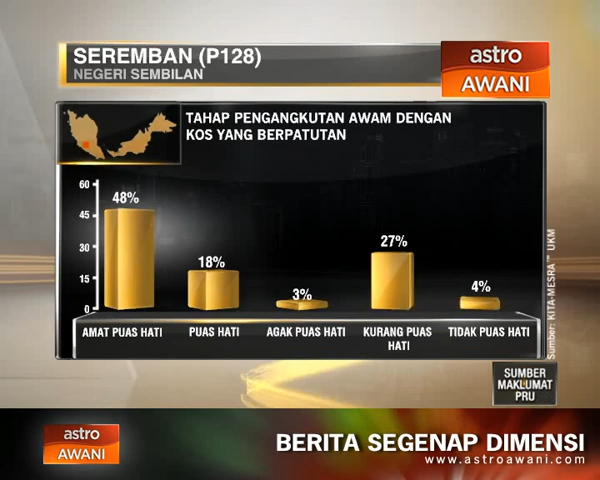 SEREMBAN (P128)
NEGERI SEMBILAN
astro
AWANI
TAHAP PENGANGKUTAN AWAM DENGAN
KOS YANG BERPATUTAN
60
45
30
15
0
48%
18%
3%
27%
4%
AMAT PUAS HATI
PUAS HATI
AGAK PUAS HATI
KURANG PUAS
HATI
TIDAK PUAS HATI
Sumber: KITA-MESRA™ UKM
SUMBER
MAKLUMAT
PRU
astro
AWANI
BERITA SEGENAP DIMENSI
www.astroawani.com